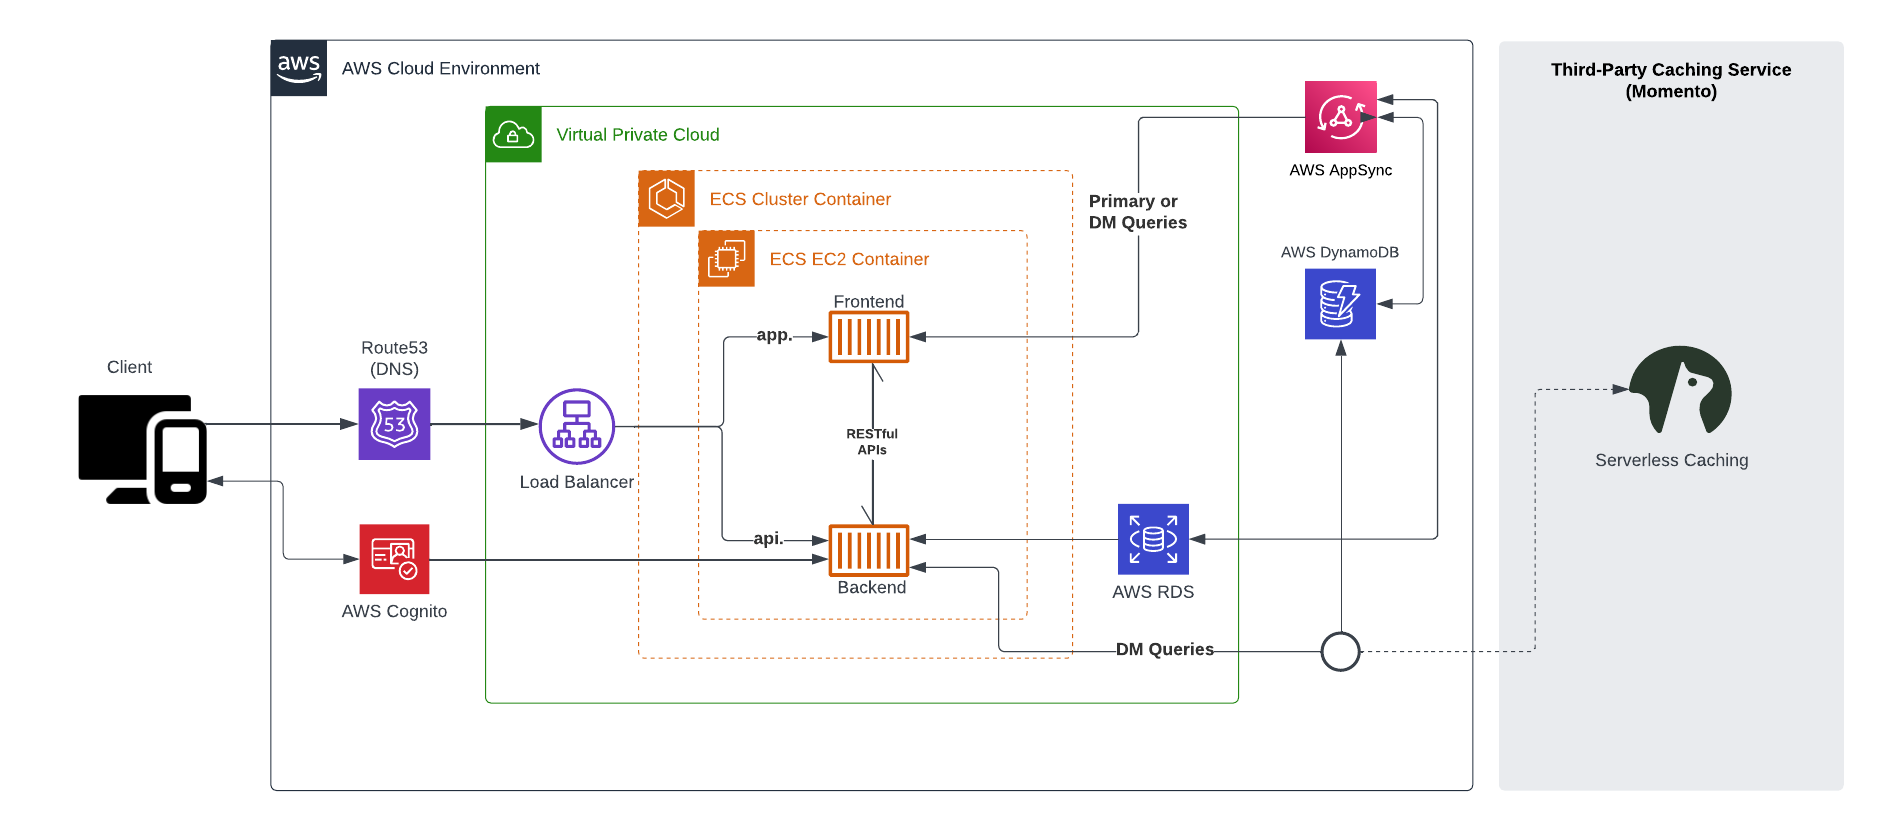 aws
AWS Cloud Environment
Third-Party Caching Service
(Momento)
Virtual Private Cloud
AWS AppSync
ECS Cluster Container
Primary or
DM Queries
ECS EC2 Container
AWS DynamoDB
Frontend
app.
Route53
(DNS)
Client
53
RESTful
APIs
Serverless Caching
Load Balancer
api.
Backend
AWS RDS
AWS Cognito
DM Queries